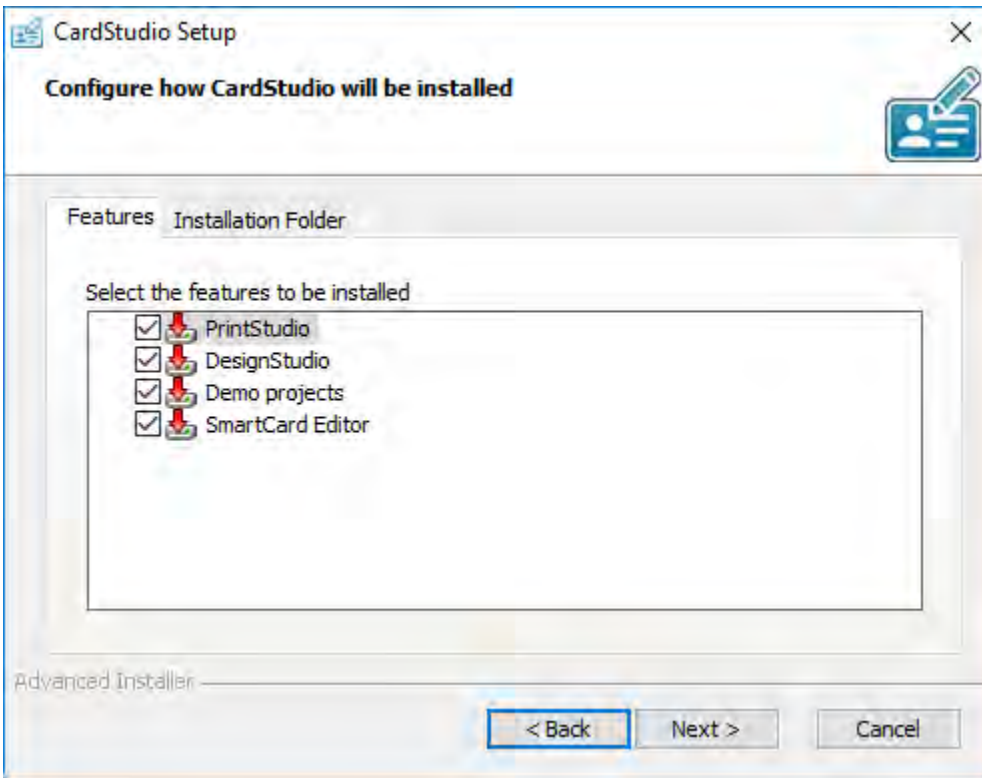 CardStudio Setup
Configure how CardStudio will be installed
Features Installation Folder
Select the features to be installed
PrintStudio
DesignStudio
Demo projects
SmartCard Editor
Advanced Installer
< Back Next > Cancel